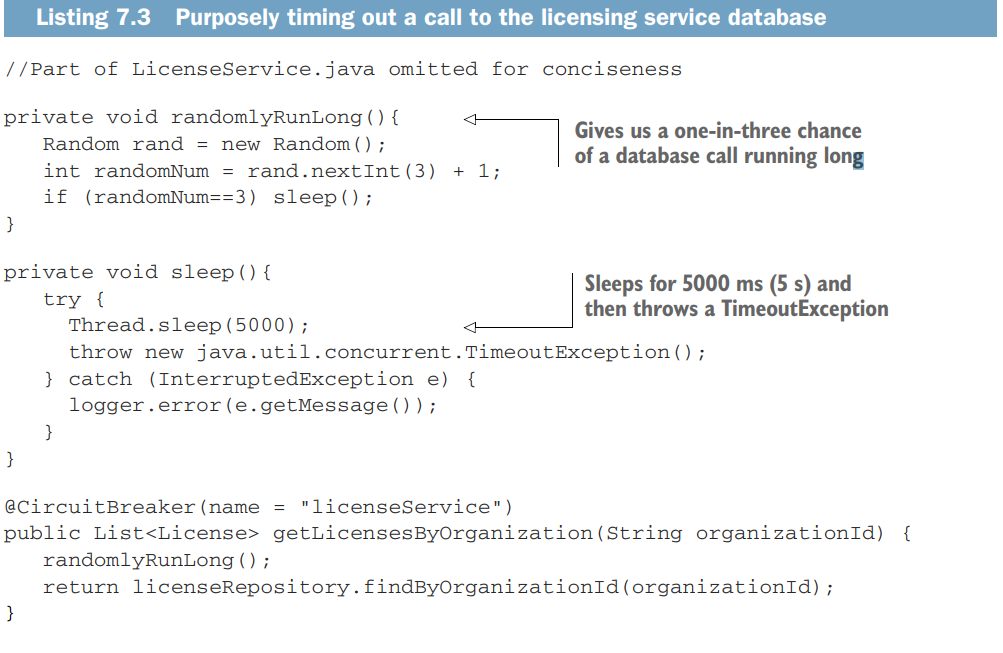 Listing 7.3 Purposely timing out a call to the licensing service database
//Part of LicenseService.java omitted for conciseness
private void randomlyRunLong(){
Gives us a one-in-three chance
of a database call running long
   Random rand = new Random();
   int randomNum = rand.nextInt(3) + 1;
   if (randomNum==3) sleep();
}
private void sleep(){
Sleeps for 5000 ms (5 s) and
then throws a TimeoutException
   try {
     Thread.sleep(5000);
     throw new java.util.concurrent.TimeoutException();
   } catch (InterruptedException e) {
     logger.error(e.getMessage());
   }
}
@CircuitBreaker(name = "licenseService")
public List<License> getLicensesByOrganization(String organizationId) {
   randomlyRunLong();
   return licenseRepository.findByOrganizationId(organizationId);
}